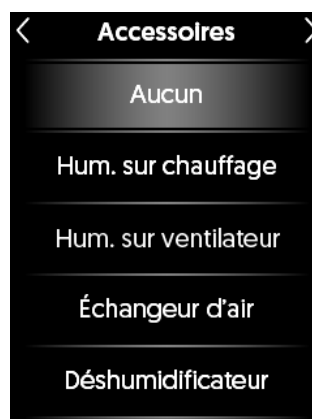 Accessoires
Aucun
Hum. sur chauffage
Hum. sur ventilateur
Échangeur d'air
Déshumidificateur